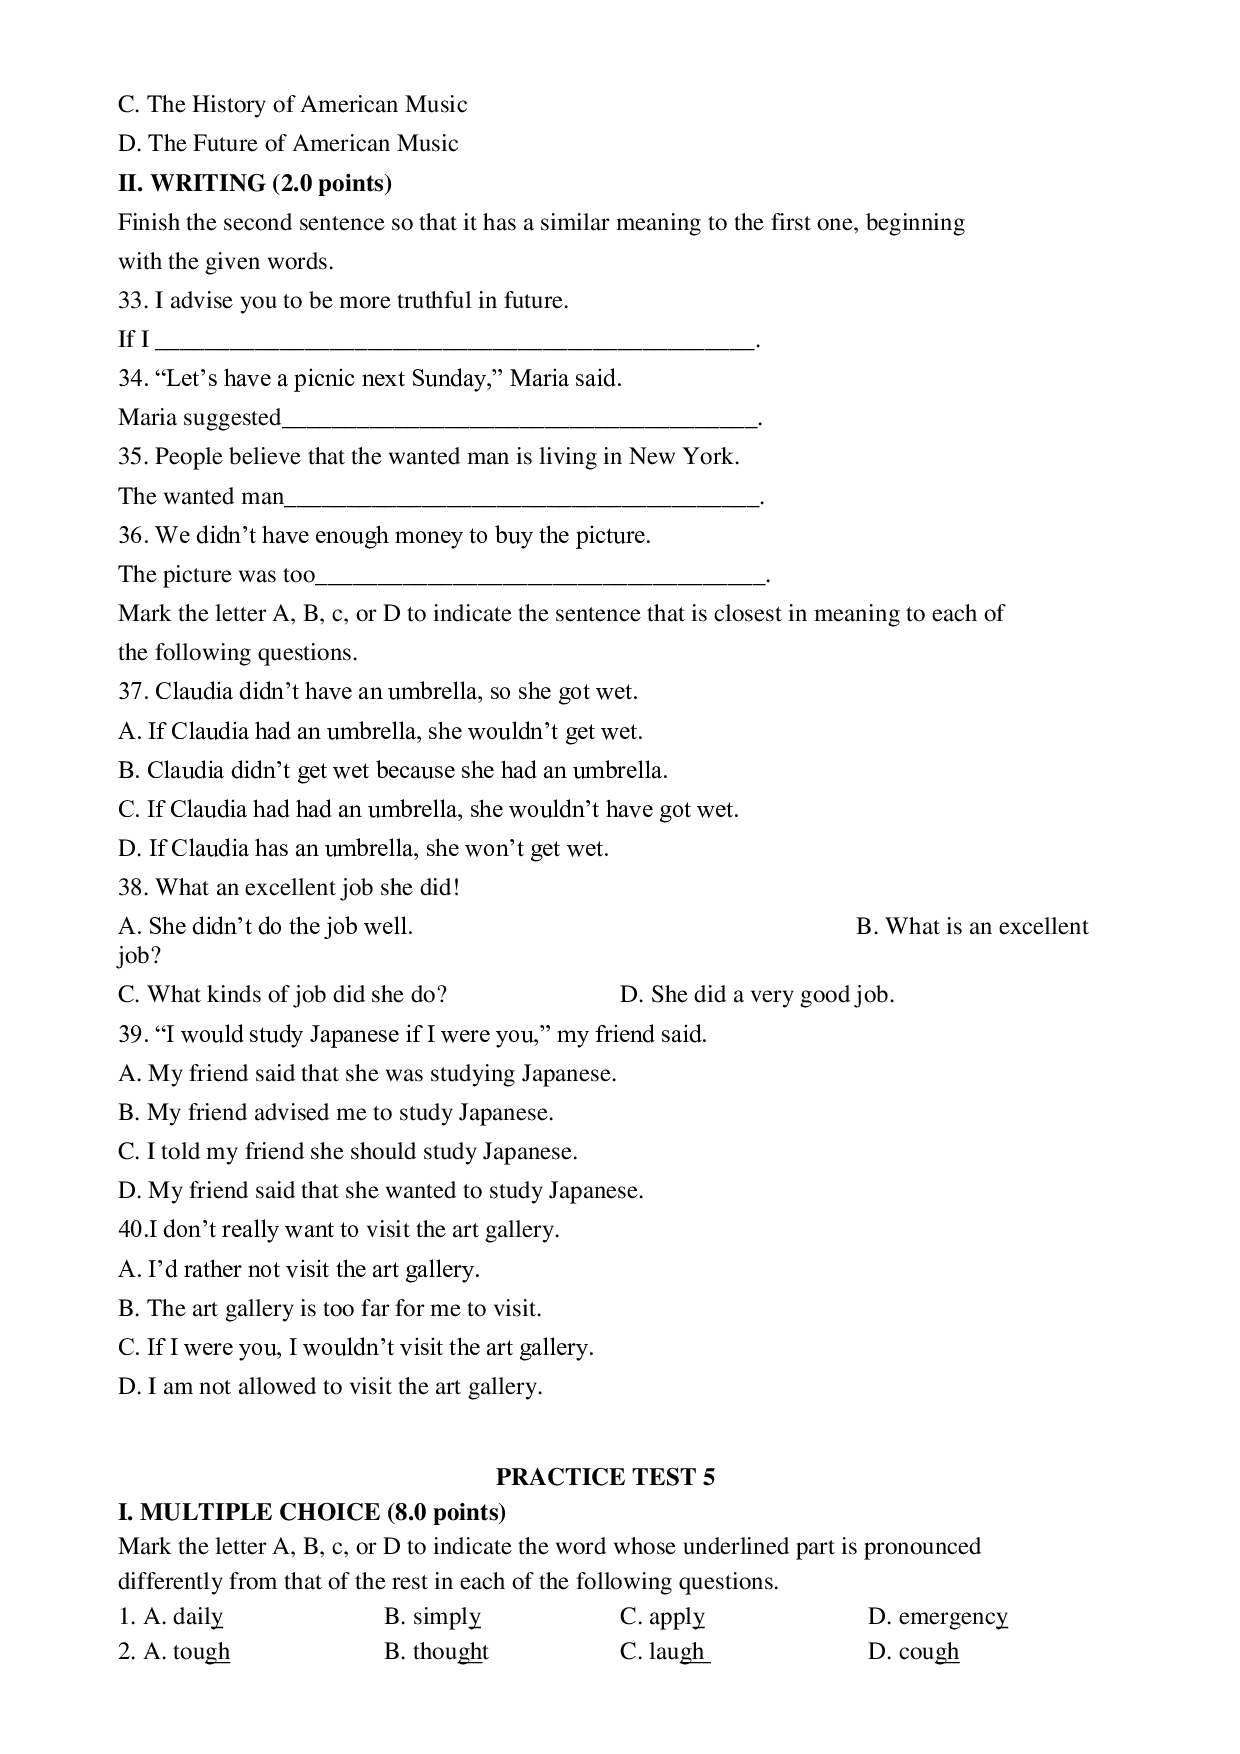 C. The History of American Music
D. The Future of American Music
II. WRITING (2.0 points)
Finish the second sentence so that it has a similar meaning to the first one, beginning
with the given words.
33. I advise you to be more truthful in future.
If I ________________________________________________.
34. “Let’s have a picnic next Sunday,” Maria said.
Maria suggested______________________________________.
35. People believe that the wanted man is living in New York.
The wanted man______________________________________.
36. We didn’t have enough money to buy the picture.
The picture was too____________________________________.
Mark the letter A, B, c, or D to indicate the sentence that is closest in meaning to each of
the following questions.
37. Claudia didn’t have an umbrella, so she got wet.
A. If Claudia had an umbrella, she wouldn’t get wet.
B. Claudia didn’t get wet because she had an umbrella.
C. If Claudia had had an umbrella, she wouldn’t have got wet.
D. If Claudia has an umbrella, she won’t get wet.
38. What an excellent job she did!
A. She didn’t do the job well. B. What is an excellent
job?
C. What kinds of job did she do? D. She did a very good job.
39. “I would study Japanese if I were you,” my friend said.
A. My friend said that she was studying Japanese.
B. My friend advised me to study Japanese.
C. I told my friend she should study Japanese.
D. My friend said that she wanted to study Japanese.
40.I don’t really want to visit the art gallery.
A. I’d rather not visit the art gallery.
B. The art gallery is too far for me to visit.
C. If I were you, I wouldn’t visit the art gallery.
D. I am not allowed to visit the art gallery.
PRACTICE TEST 5
I. MULTIPLE CHOICE (8.0 points)
Mark the letter A, B, c, or D to indicate the word whose underlined part is pronounced
differently from that of the rest in each of the following questions.
1. A. daily B. simply C. apply D. emergency
2. A. tough B. thought C. laugh D. cough